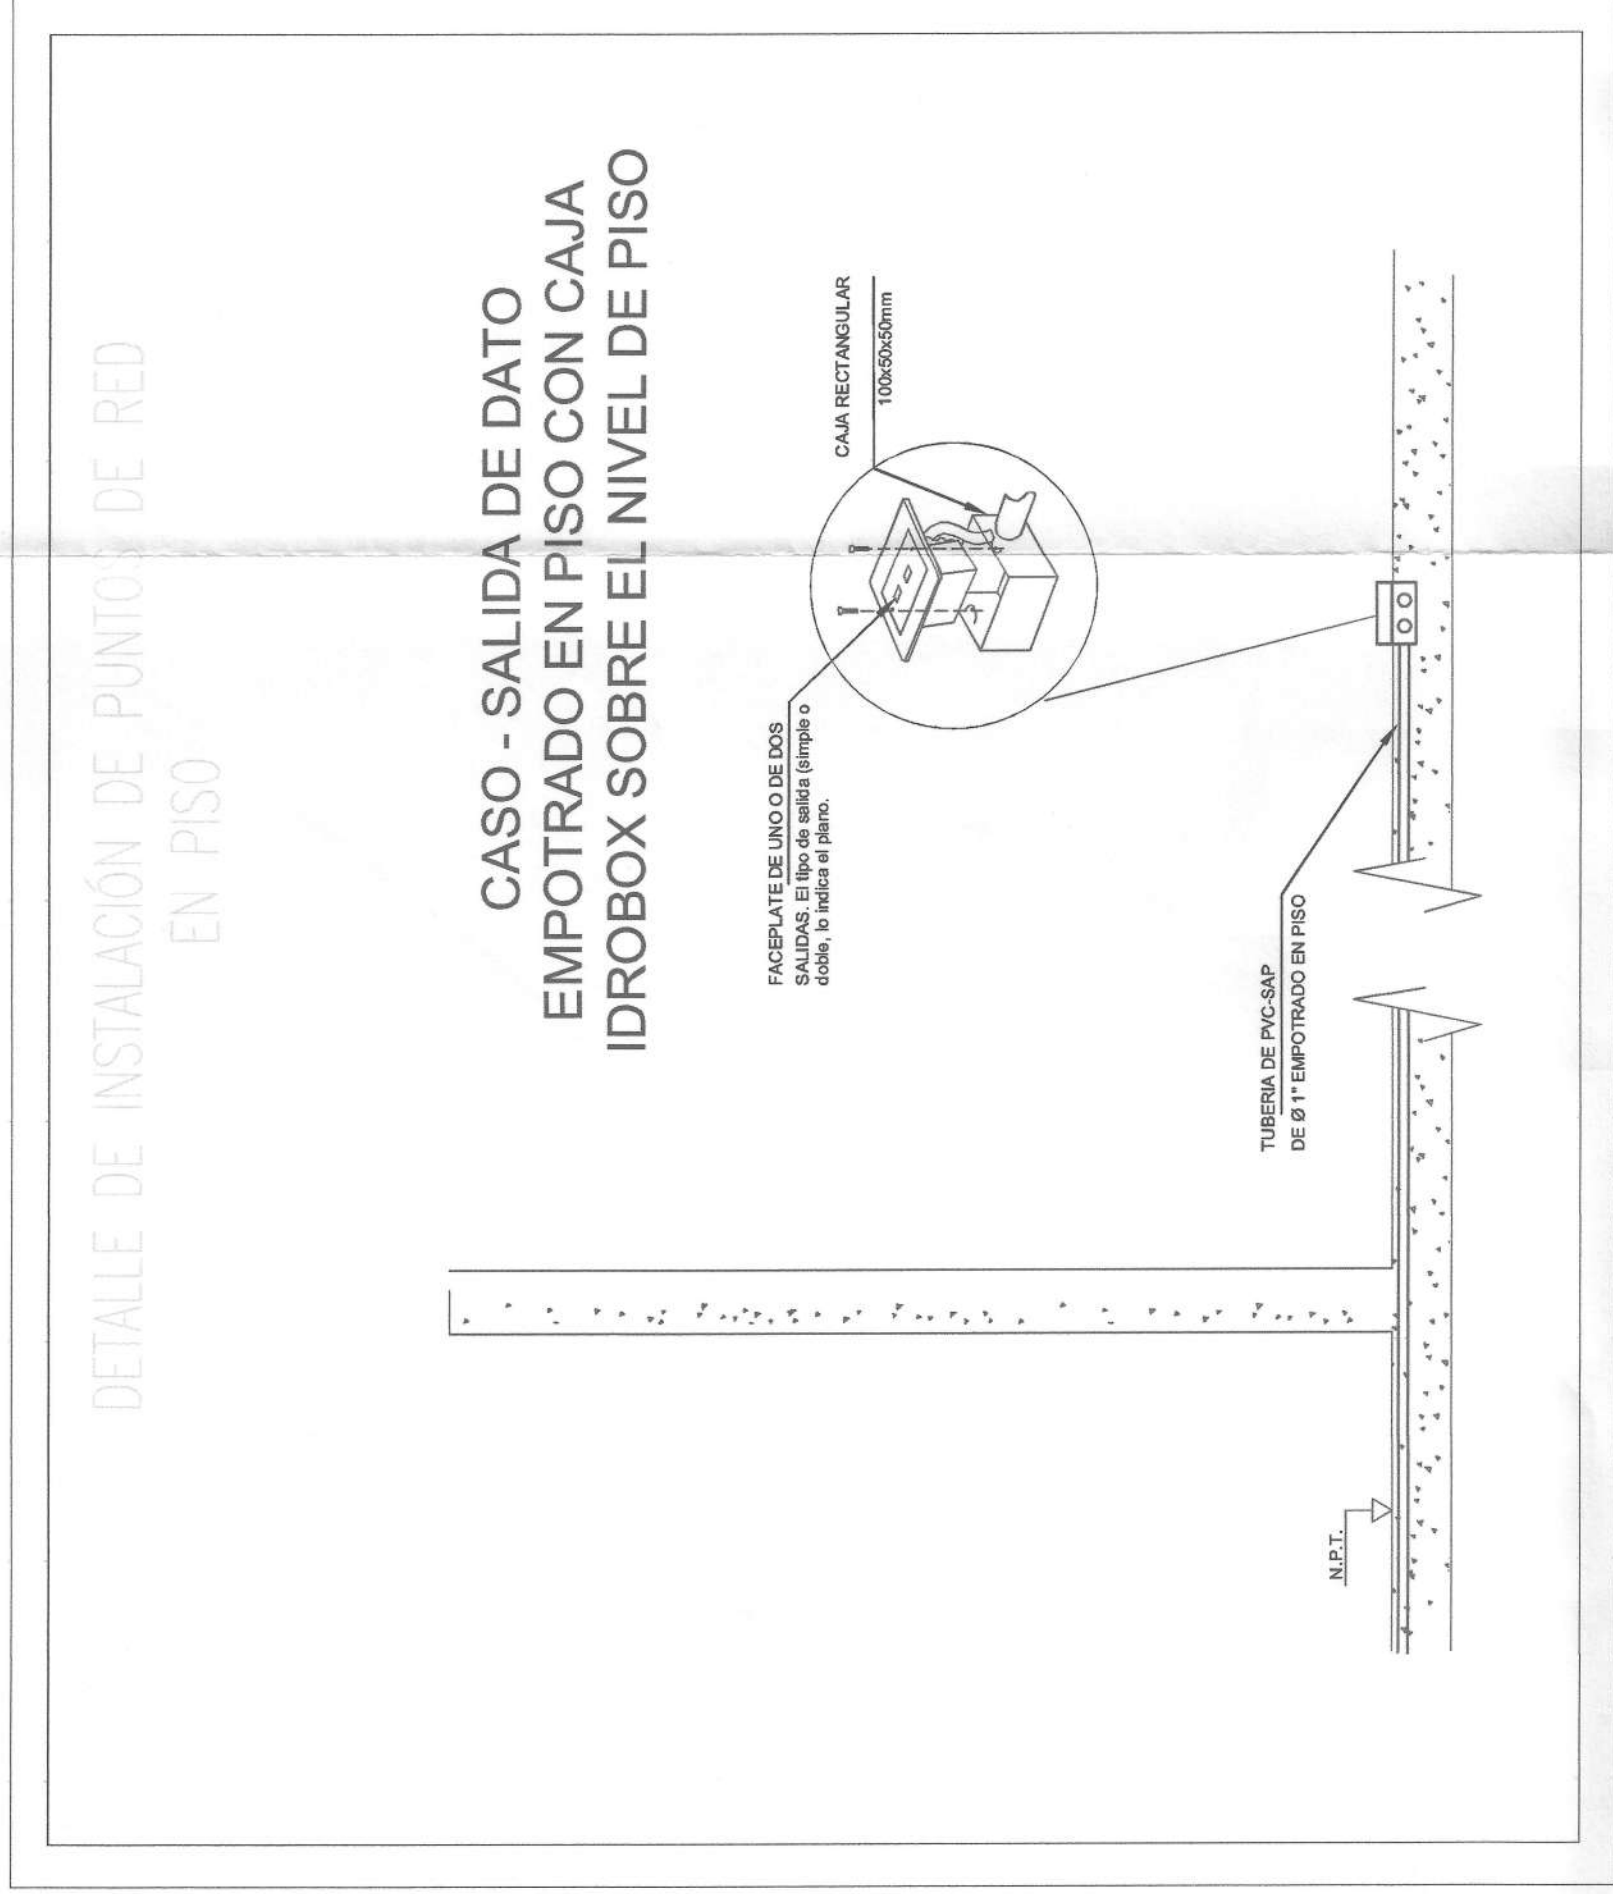 DETALLE DE INSTALACIÓN DE PUNTOS DE RED
EN PISO
CASO - SALIDA DE DATO
EMPOTRADO EN PISO CON CAJA
IDROBOX SOBRE EL NIVEL DE PISO
FACEPLATE DE UNO O DE DOS
SALIDAS. El tipo de salida (simple o
doble, lo indica el plano.
CAJA RECTANGULAR
100x50x50mm
TUBERIA DE PVC-SAP
DE Ø 1" EMPOTRADO EN PISO
N.P.T.